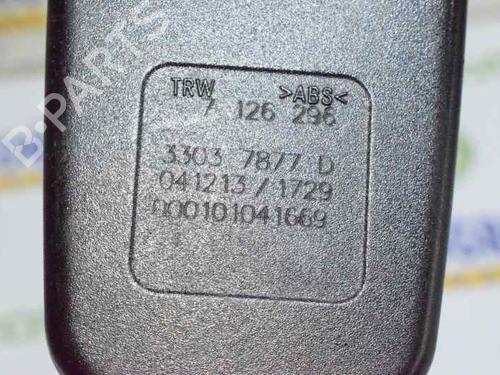 TRW >ABS<
7 126 296
3303 7877 D
041213 / 1729
000101041669
B-PARTS